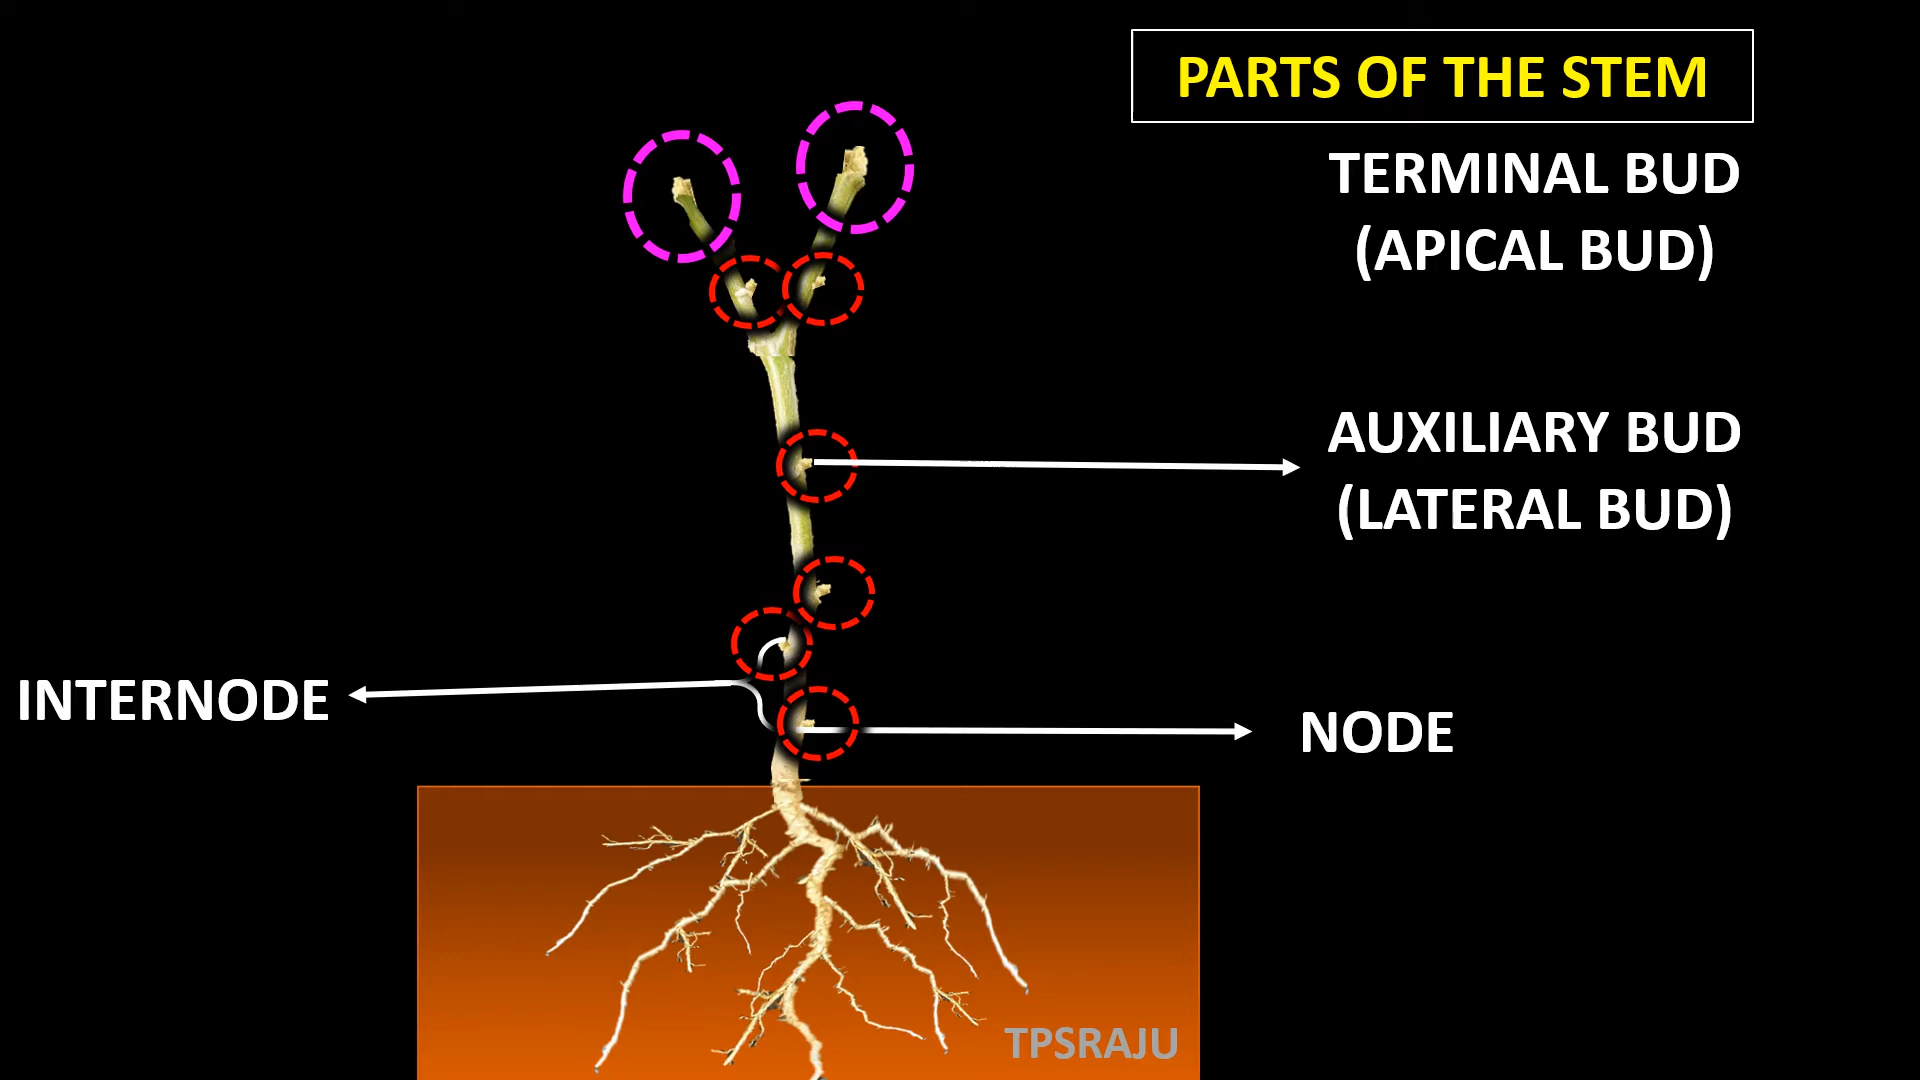 PARTS OF THE STEM
TERMINAL BUD
(APICAL BUD)
AUXILIARY BUD
(LATERAL BUD)
INTERNODE
NODE
TPSRAJU